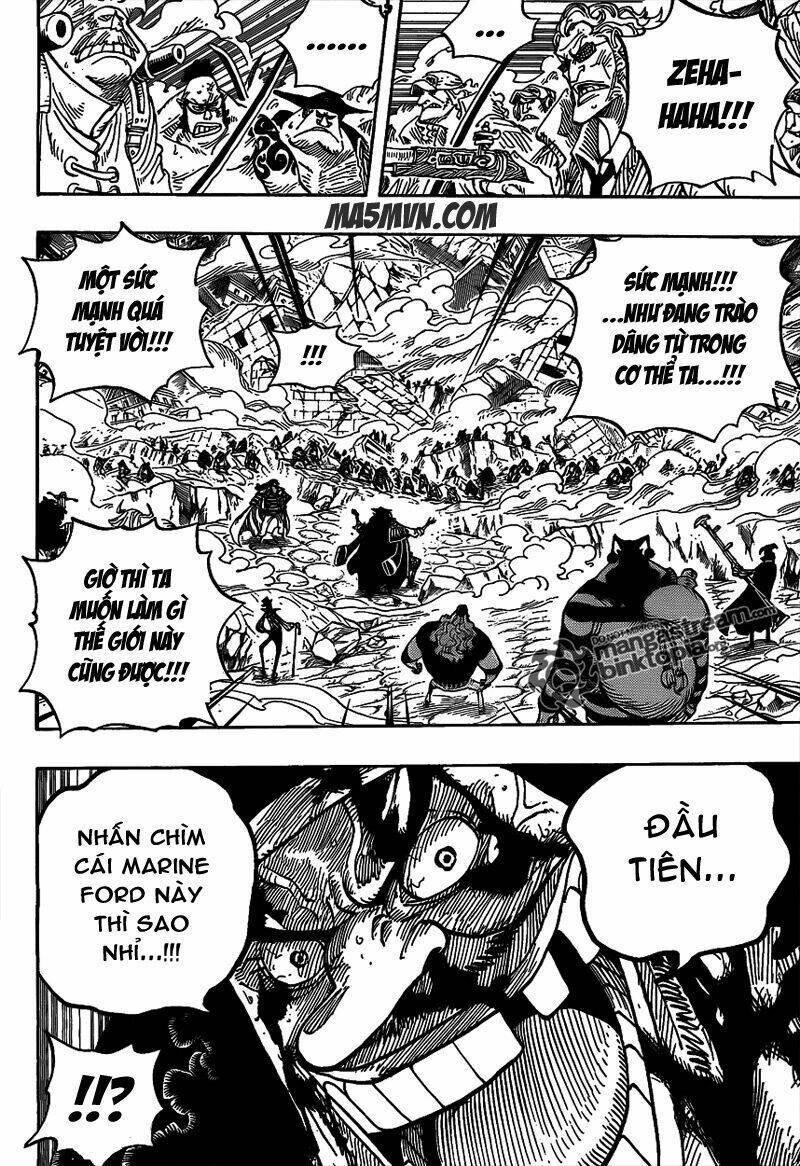 ......
...
ZEHA-
HAHA!!!
MA5MVN.COM
MỘT SỨC
MẠNH QUÁ
TUYỆT VỜI!!!
!!!
SỨC MẠNH!!!
...NHƯ ĐANG TRÀO
DÂNG TỪ TRONG
CƠ THỂ TA...!!!
GIỜ THÌ TA
MUỐN LÀM GÌ
THẾ GIỚI NÀY
CŨNG ĐƯỢC!!!
mangastream.com
binktopia.com
ĐẦU
TIÊN...
NHẤN CHÌM
CÁI MARINE
FORD NÀY
THÌ SAO
NHỈ...!!!
!!?